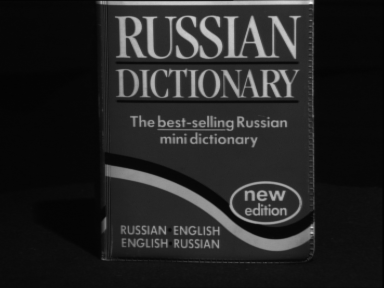 RUSSIAN
DICTIONARY
The best-selling Russian
mini dictionary
new
edition
RUSSIAN·ENGLISH
ENGLISH·RUSSIAN